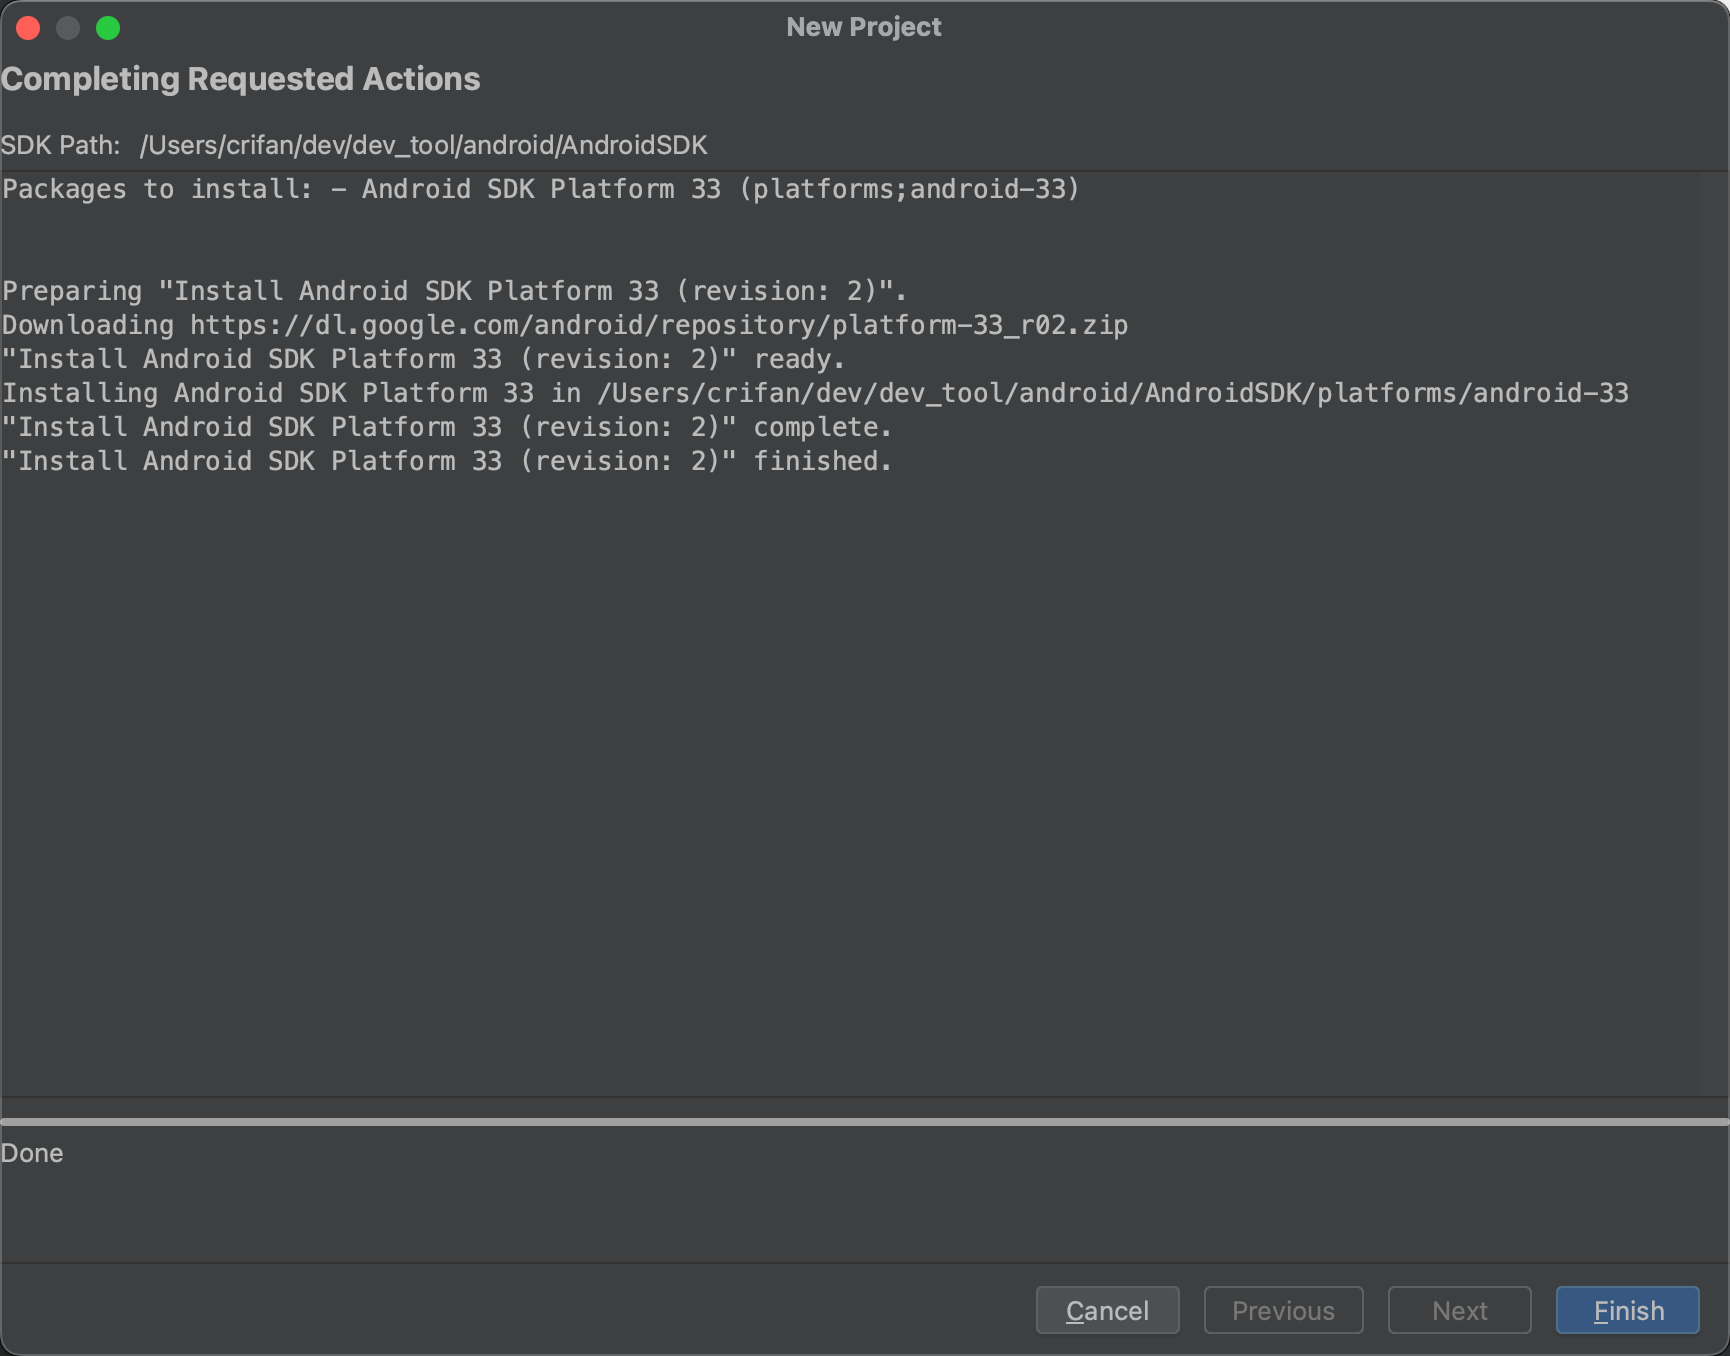 New Project
Completing Requested Actions
SDK Path: /Users/crifan/dev/dev_tool/android/AndroidSDK
Packages to install: - Android SDK Platform 33 (platforms;android-33)
Preparing "Install Android SDK Platform 33 (revision: 2)".
Downloading https://dl.google.com/android/repository/platform-33_r02.zip
"Install Android SDK Platform 33 (revision: 2)" ready.
Installing Android SDK Platform 33 in /Users/crifan/dev/dev_tool/android/AndroidSDK/platforms/android-33
"Install Android SDK Platform 33 (revision: 2)" complete.
"Install Android SDK Platform 33 (revision: 2)" finished.
Done
Cancel Previous Next Finish